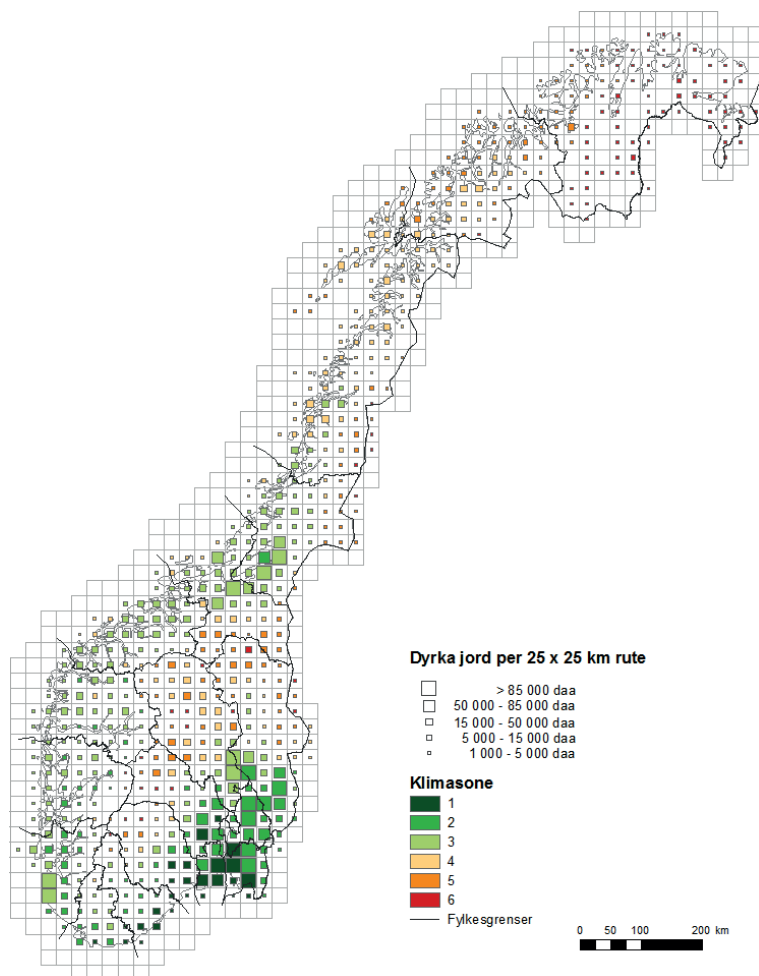 Dyrka jord per 25 x 25 km rute
> 85 000 daa
50 000 - 85 000 daa
15 000 - 50 000 daa
5 000 - 15 000 daa
1 000 - 5 000 daa
Klimasone
1
2
3
4
5
6
Fylkesgrenser
0 50 100 200 km